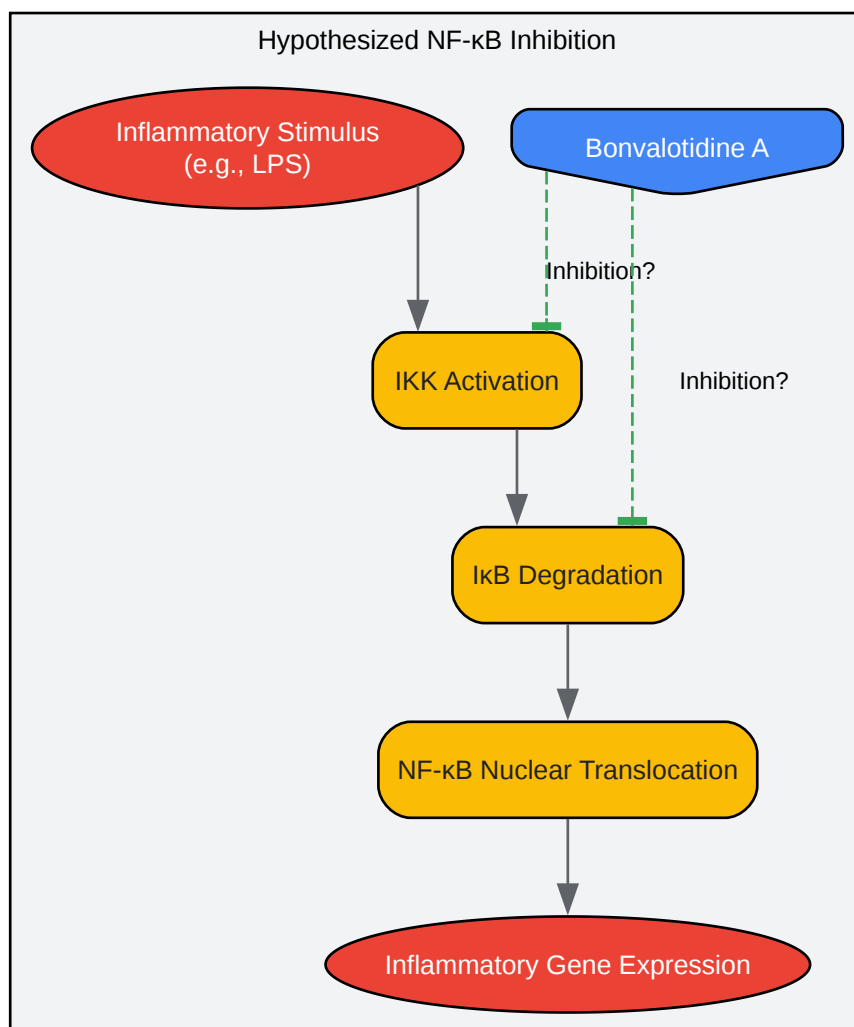 Hypothesized NF-κB Inhibition
Inflammatory Stimulus
(e.g., LPS)
Bonvalotidine A
Inhibition?
IKK Activation
Inhibition?
IκB Degradation
NF-κB Nuclear Translocation
Inflammatory Gene Expression